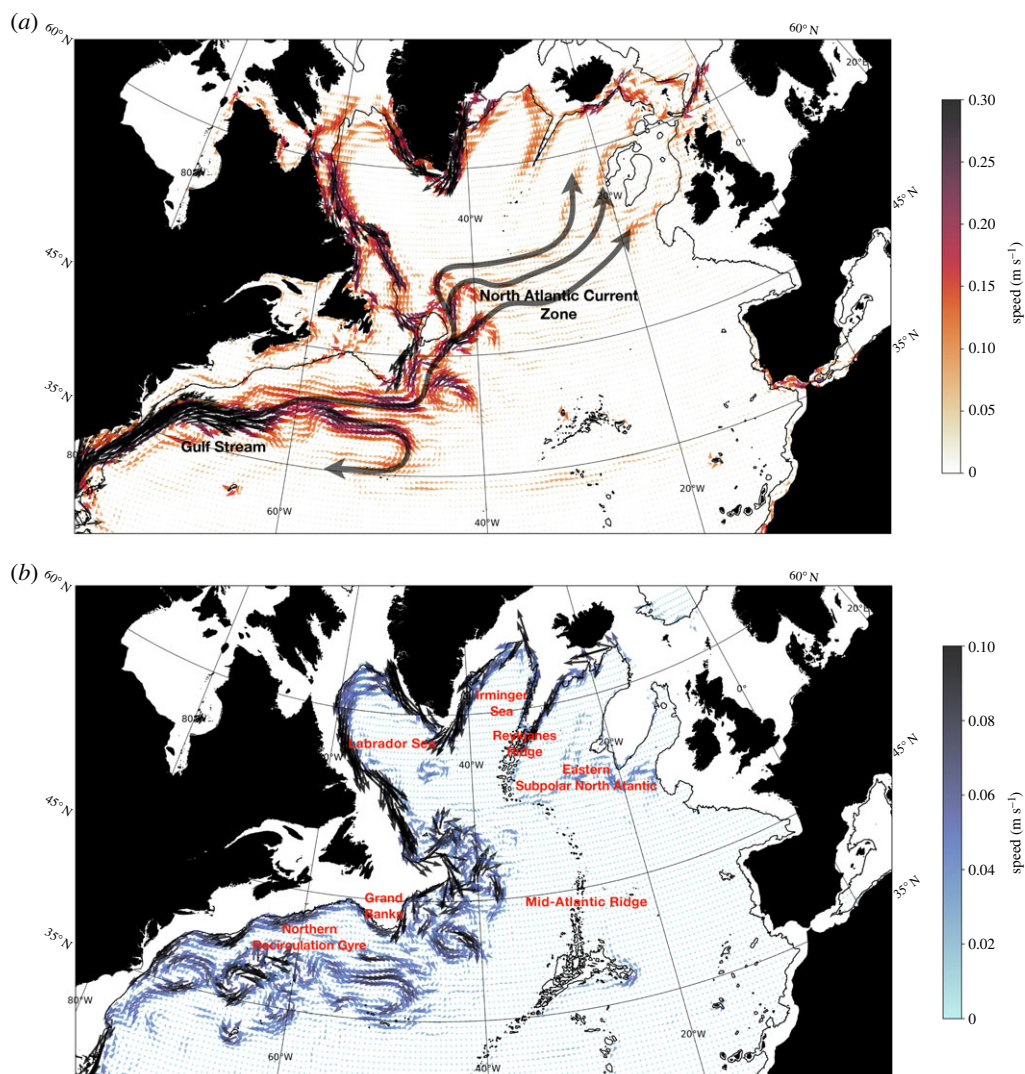 (a)
60°N
60°N
20°W
0.30
0.25
0°
80°W
45°N
40°W
0.20
45°N
North Atlantic Current
Zone
0.15
speed (m s–1)
35°N
0.10
35°N
0.05
Gulf Stream
80
20°W
60°W
40°W
0
(b)
60°N
60°N
20°W
0.10
0°
Irminger
Sea
80°W
Labrador Sea
Reykjanes
Ridge
20°W
0.08
45°N
40°W
Eastern
Subpolar North Atantic
45°N
0.06
speed (m s–1)
Grand
Banks
Mid-Atlantic Ridge
35°N
0.04
Northern
Recirculation Gyre
35°N
0.02
80°W
20°W
60°W
40°W
0